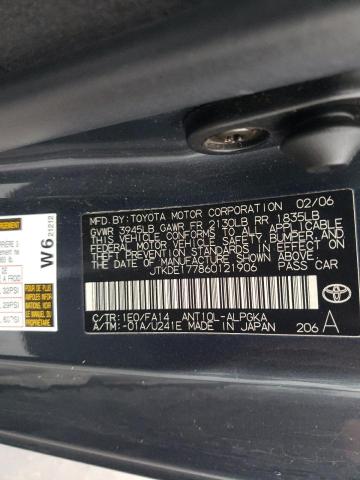 MFD.BY:TOYOTA MOTOR CORPORATION 02/06
GVWR 3945LB GAWR FR 2130LB RR 1835LB
THIS VEHICLE CONFORMS TO ALL APPLICABLE
FEDERAL MOTOR VEHICLE SAFETY,BUMPER,AND
THEFT PREVENTION STANDARDS IN EFFECT ON
THE DATE OF MANUFACTURE SHOWN ABOVE.
JTKDE177860121906 PASS CAR
C/TR:1E0/FA14 ANT10L-ALPGKA
A/TM:-01A/U241E MADE IN JAPAN 206 A
W6 21212